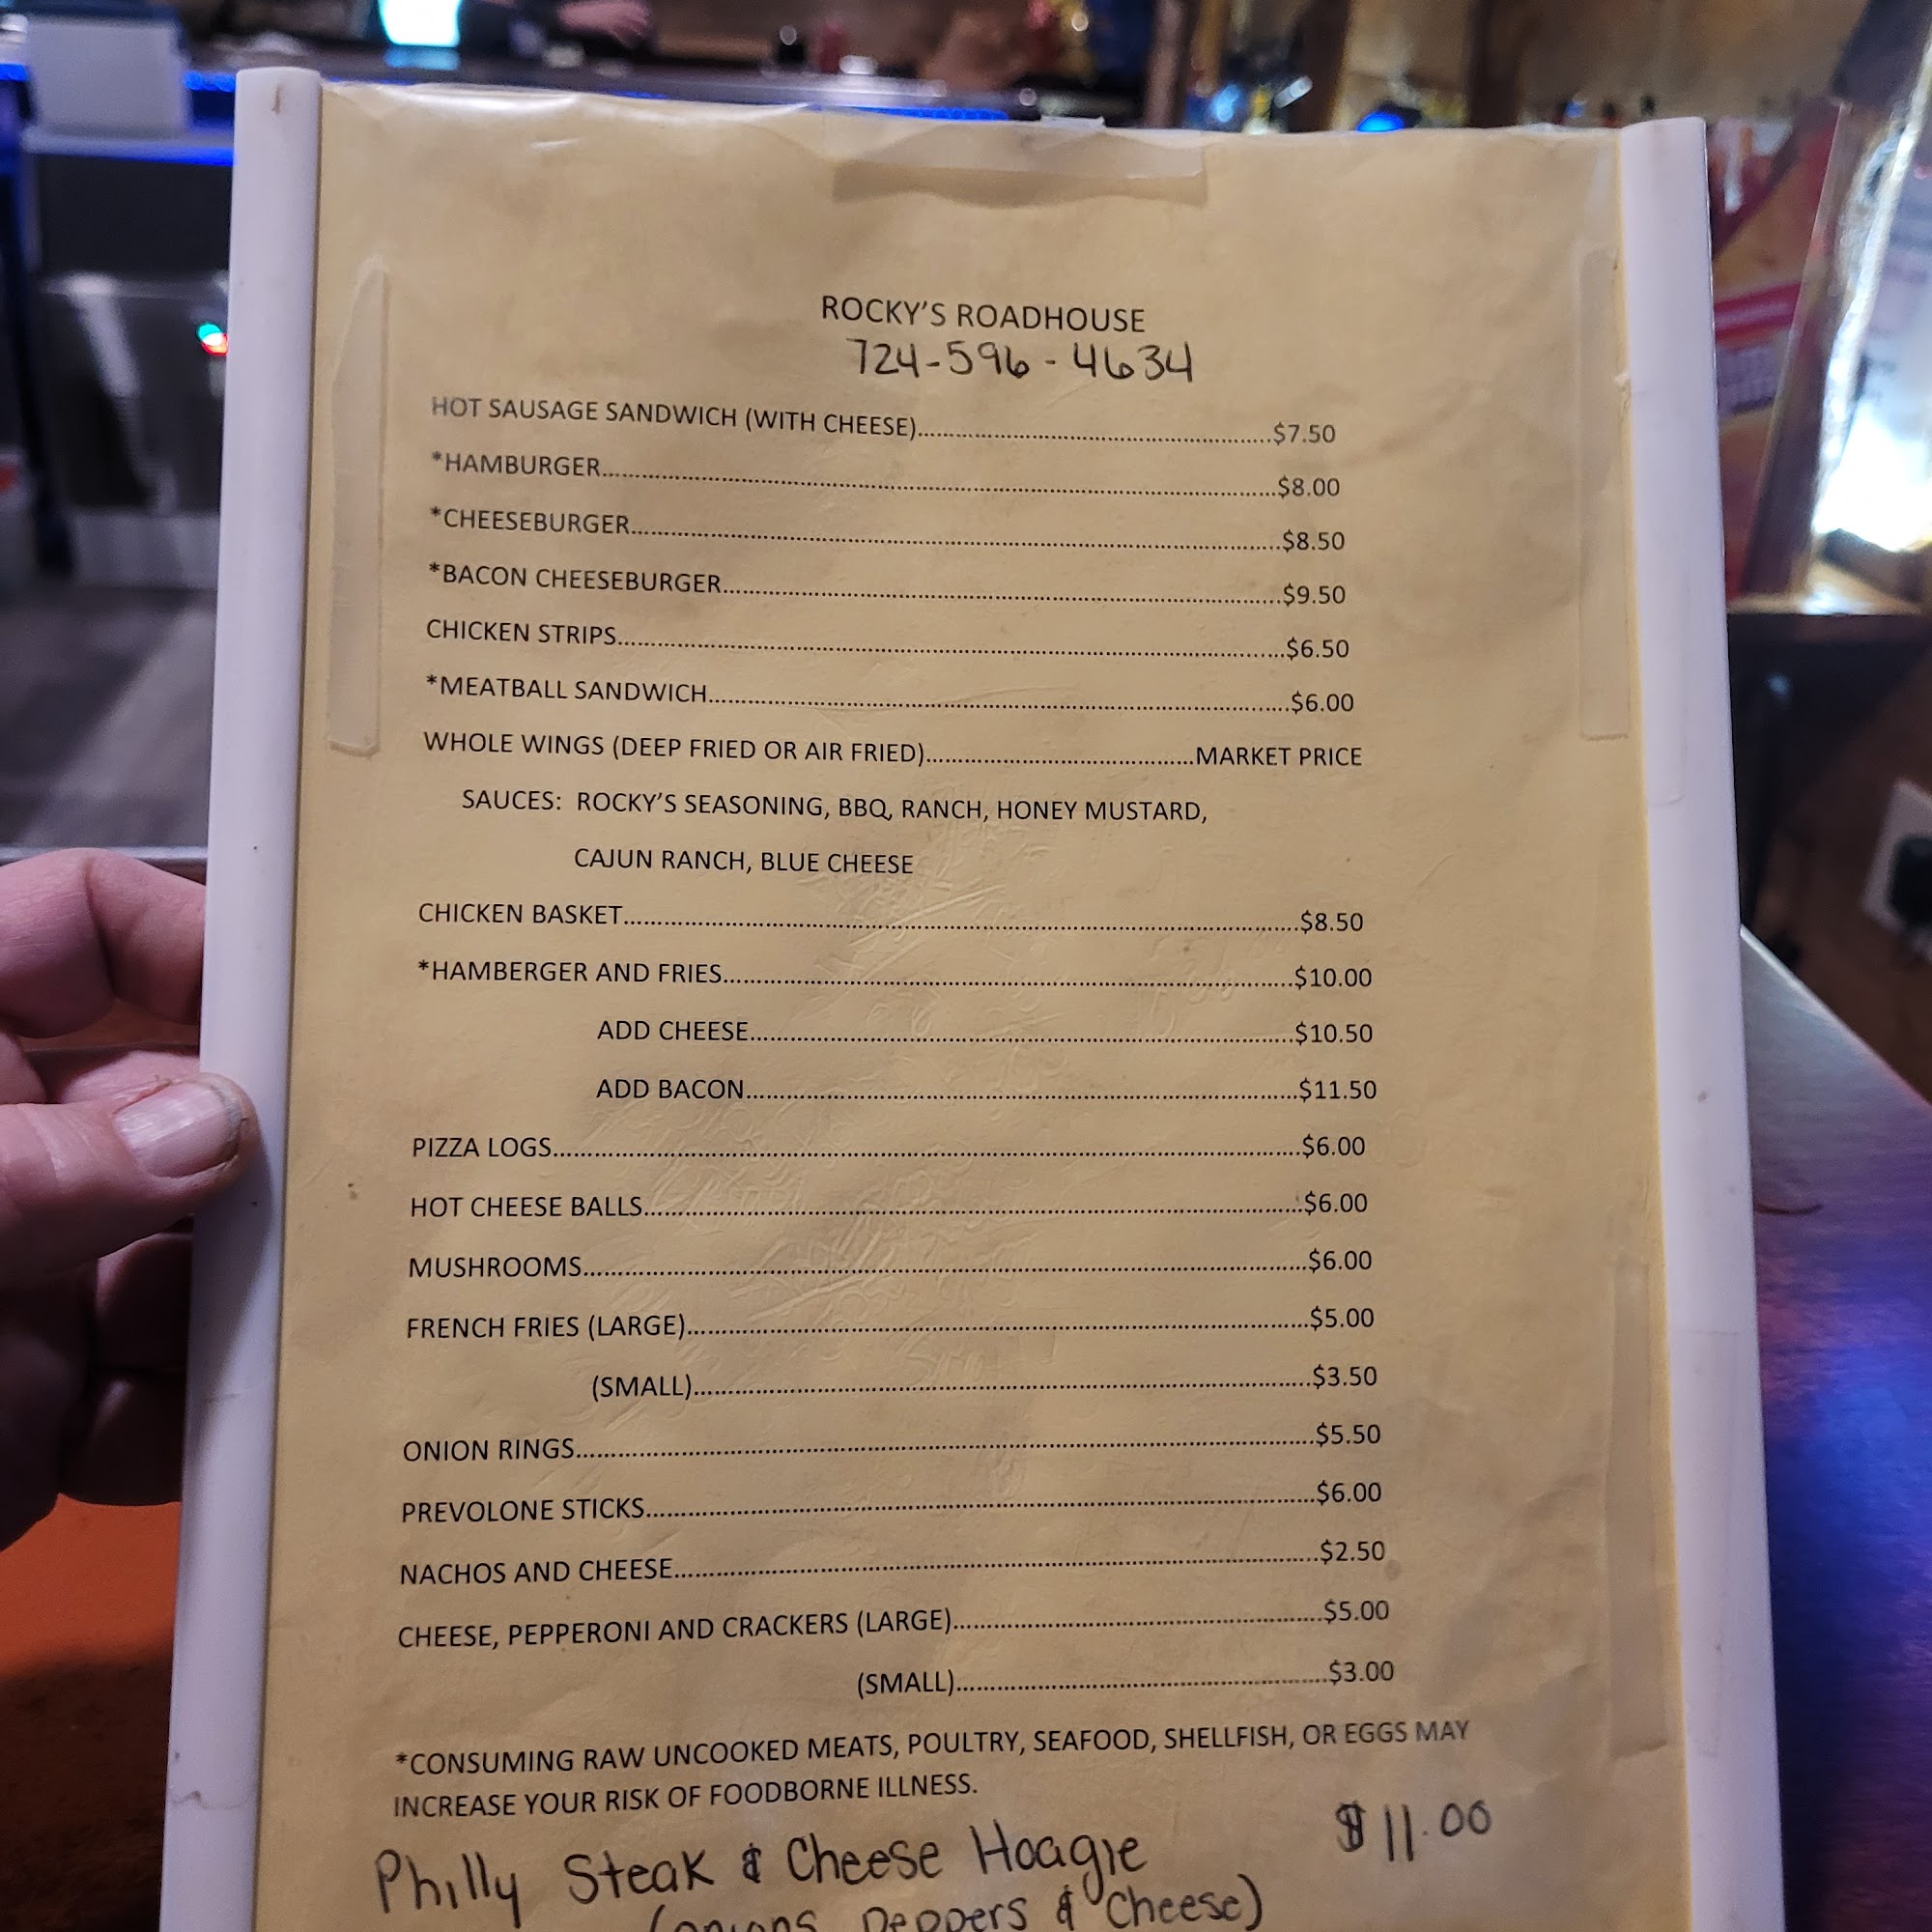 ROCKY'S ROADHOUSE
724-596-4634
HOT SAUSAGE SANDWICH (WITH CHEESE)......$7.50
*HAMBURGER......$8.00
*CHEESEBURGER......$8.50
*BACON CHEESEBURGER......$9.50
CHICKEN STRIPS......$6.50
*MEATBALL SANDWICH......$6.00
WHOLE WINGS (DEEP FRIED OR AIR FRIED)......MARKET PRICE
SAUCES: ROCKY'S SEASONING, BBQ, RANCH, HONEY MUSTARD,
CAJUN RANCH, BLUE CHEESE
CHICKEN BASKET......$8.50
*HAMBERGER AND FRIES......$10.00
ADD CHEESE......$10.50
ADD BACON......$11.50
PIZZA LOGS......$6.00
HOT CHEESE BALLS......$6.00
MUSHROOMS......$6.00
FRENCH FRIES (LARGE)......$5.00
(SMALL)......$3.50
ONION RINGS......$5.50
PREVOLONE STICKS......$6.00
NACHOS AND CHEESE......$2.50
CHEESE, PEPPERONI AND CRACKERS (LARGE)......$5.00
(SMALL)......$3.00
*CONSUMING RAW UNCOOKED MEATS, POULTRY, SEAFOOD, SHELLFISH, OR EGGS MAY
INCREASE YOUR RISK OF FOODBORNE ILLNESS.
Philly Steak & Cheese Hoagie $11.00
(onions, Peppers & Cheese)